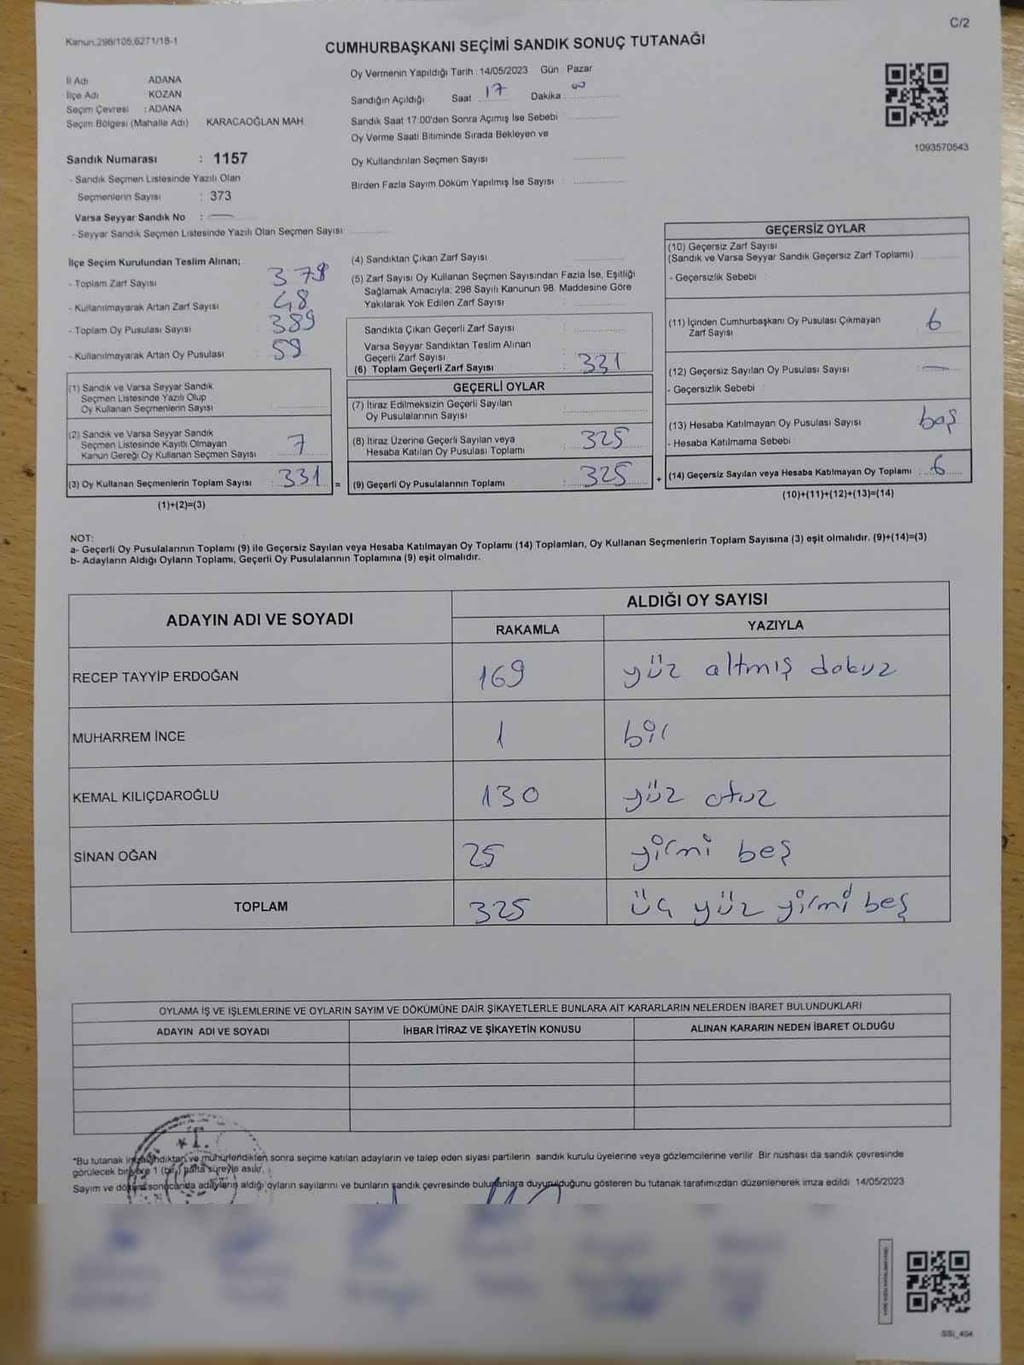 Kanun,298/105,6271/18-1
C/2
CUMHURBAŞKANI SEÇİMİ SANDIK SONUÇ TUTANAĞI
İl Adı ADANA
İlçe Adı KOZAN
Seçim Çevresi : ADANA
Seçim Bölgesi (Mahalle Adı) KARACAOĞLAN MAH.
Sandık Numarası : 1157
- Sandık Seçmen Listesinde Yazılı Olan
Seçmenlerin Sayısı : 373
Varsa Seyyar Sandık No : —
- Seyyar Sandık Seçmen Listesinde Yazılı Olan Seçmen Sayısı
Oy Vermenin Yapıldığı Tarih : 14/05/2023 Gün Pazar
Sandığın Açıldığı Saat 17 Dakika 00
Sandık Saat 17:00'den Sonra Açımış İse Sebebi
Oy Verme Saati Bitiminde Sırada Bekleyen ve
Oy Kullandırılan Seçmen Sayısı
Birden Fazla Sayım Döküm Yapılmış İse Sayısı :
1093570543
İlçe Seçim Kurulundan Teslim Alınan;
- Toplam Zarf Sayısı 379
- Kullanılmayarak Artan Zarf Sayısı 48
- Toplam Oy Pusulası Sayısı 389
- Kullanılmayarak Artan Oy Pusulası 59
(1) Sandık ve Varsa Seyyar Sandık
Seçmen Listesinde Yazılı Olup
Oy Kullanan Seçmenlerin Sayısı
(2) Sandık ve Varsa Seyyar Sandık
Seçmen Listesinde Kayıtlı Olmayan
Kanun Gereği Oy Kullanan Seçmen Sayısı 7
(3) Oy Kullanan Seçmenlerin Toplam Sayısı : 331 =
(1)+(2)=(3)
(4) Sandıktan Çıkan Zarf Sayısı
(5) Zarf Sayısı Oy Kullanan Seçmen Sayısından Fazla İse, Eşitliği
Sağlamak Amacıyla; 298 Sayılı Kanunun 98. Maddesine Göre
Yakılarak Yok Edilen Zarf Sayısı :
Sandıkta Çıkan Geçerli Zarf Sayısı :
Varsa Seyyar Sandıktan Teslim Alınan
Geçerli Zarf Sayısı :
(6) Toplam Geçerli Zarf Sayısı 331
GEÇERLİ OYLAR
(7) İtiraz Edilmeksizin Geçerli Sayılan
Oy Pusulalarının Sayısı
(8) İtiraz Üzerine Geçerli Sayılan veya
Hesaba Katılan Oy Pusulası Toplamı 325
(9) Geçerli Oy Pusulalarının Toplamı 325 +
GEÇERSİZ OYLAR
(10) Geçersiz Zarf Sayısı
(Sandık ve Varsa Seyyar Sandık Geçersiz Zarf Toplamı)
- Geçersizlik Sebebi
(11) İçinden Cumhurbaşkanı Oy Pusulası Çıkmayan
Zarf Sayısı 6
(12) Geçersiz Sayılan Oy Pusulası Sayısı —
- Geçersizlik Sebebi
(13) Hesaba Katılmayan Oy Pusulası Sayısı boş
- Hesaba Katılmama Sebebi
(14) Geçersiz Sayılan veya Hesaba Katılmayan Oy Toplamı 6
(10)+(11)+(12)+(13)=(14)
NOT:
a- Geçerli Oy Pusulalarının Toplamı (9) ile Geçersiz Sayılan veya Hesaba Katılmayan Oy Toplamı (14) Toplamları, Oy Kullanan Seçmenlerin Toplam Sayısına (3) eşit olmalıdır. (9)+(14)=(3)
b- Adayların Aldığı Oyların Toplamı, Geçerli Oy Pusulalarının Toplamına (9) eşit olmalıdır.
ADAYIN ADI VE SOYADI ALDIĞI OY SAYISI
RAKAMLA YAZIYLA
RECEP TAYYİP ERDOĞAN 169 yüz altmış dokuz
MUHARREM İNCE 1 bir
KEMAL KILIÇDAROĞLU 130 yüz otuz
SİNAN OĞAN 25 yirmi beş
TOPLAM 325 üç yüz yirmi beş
OYLAMA İŞ VE İŞLEMLERİNE VE OYLARIN SAYIM VE DÖKÜMÜNE DAİR ŞİKAYETLERLE BUNLARA AİT KARARLARIN NELERDEN İBARET BULUNDUKLARI
ADAYIN ADI VE SOYADI İHBAR İTİRAZ VE ŞİKAYETİN KONUSU ALINAN KARARIN NEDEN İBARET OLDUĞU
T.
*Bu tutanak ve mühürlendikten sonra seçime katılan adayların ve talep eden siyasi partilerin sandık kurulu üyelerine veya gözlemcilerine verilir. Bir nüshası da sandık çevresinde
görülecek bir yere 1 (bir) hafta süreyle asılır.
Sayım ve döküm sonucunda adayların aldığı oyların sayılarını ve bunların sandık çevresinde bulunanlara duyurulduğunu gösteren bu tutanak tarafımızdan düzenlenerek imza edildi. 14/05/2023